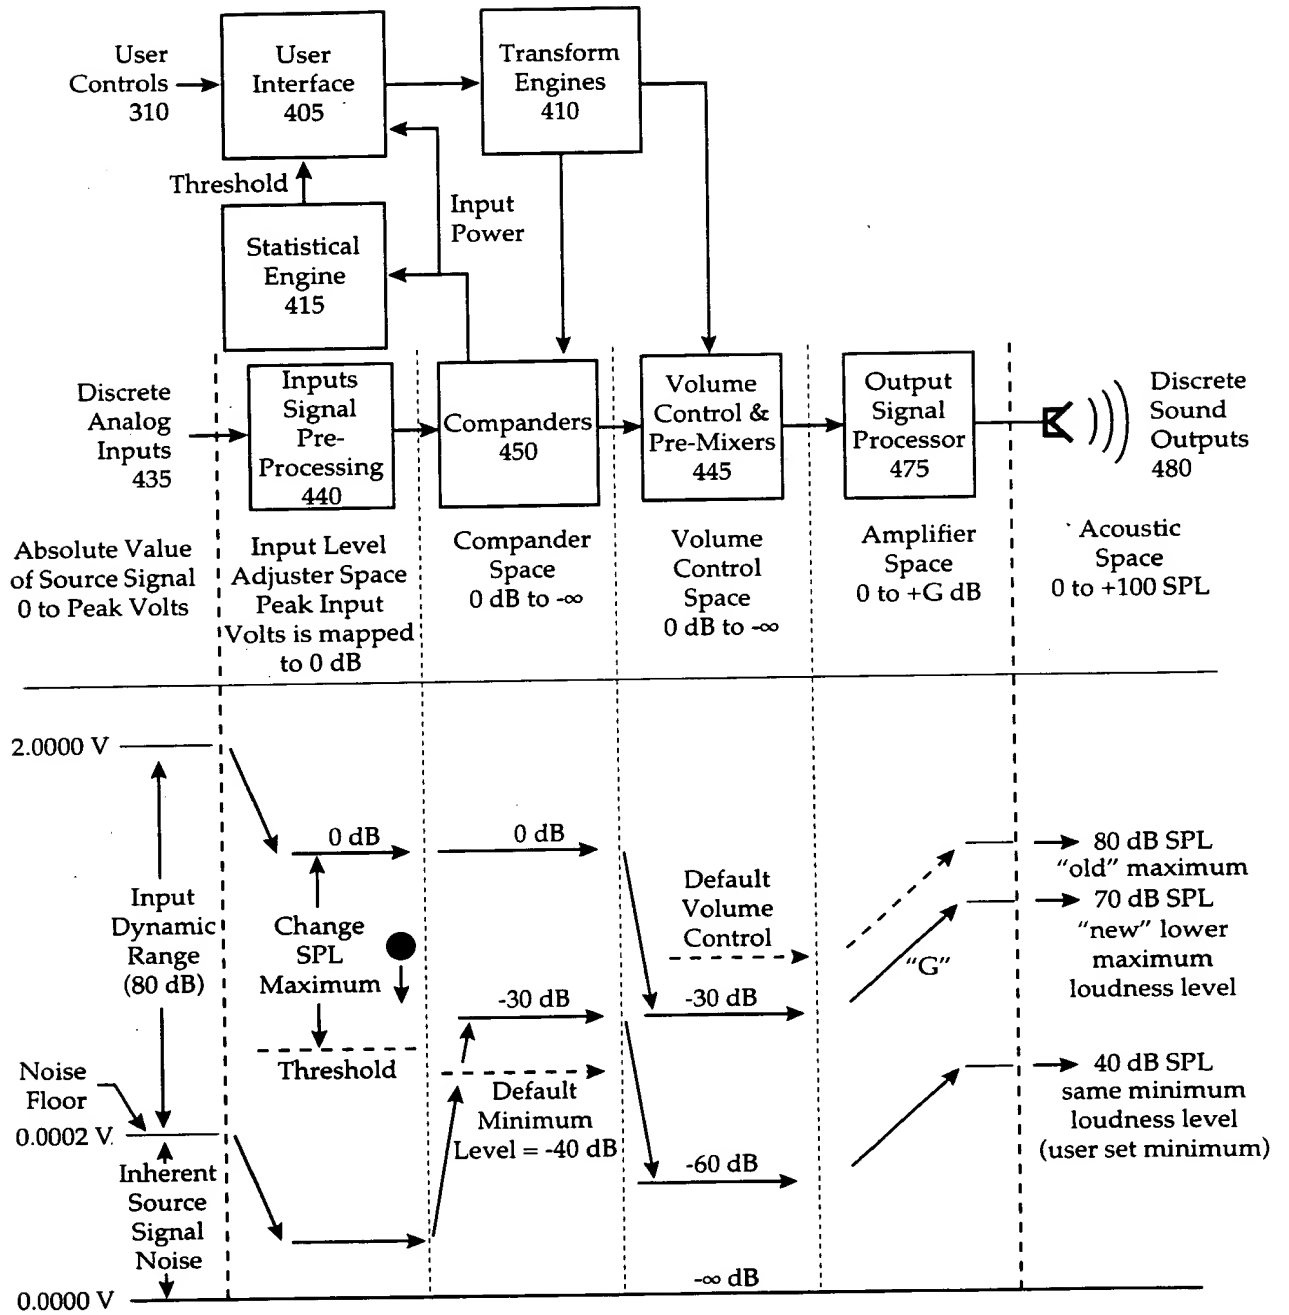 User
Controls
310
User
Interface
405
Transform
Engines
410
Threshold
Input
Power
Statistical
Engine
415
Discrete
Analog
Inputs
435
Inputs
Signal
Pre-
Processing
440
Companders
450
Volume
Control &
Pre-Mixers
445
Output
Signal
Processor
475
Discrete
Sound
Outputs
480
Absolute Value
of Source Signal
0 to Peak Volts
Input Level
Adjuster Space
Peak Input
Volts is mapped
to 0 dB
Compander
Space
0 dB to -∞
Volume
Control
Space
0 dB to -∞
Amplifier
Space
0 to +G dB
Acoustic
Space
0 to +100 SPL
2.0000 V
Input
Dynamic
Range
(80 dB)
Noise
Floor
0.0002 V
Inherent
Source
Signal
Noise
0.0000 V
0 dB
Change
SPL
Maximum
Threshold
0 dB
-30 dB
Default
Minimum
Level = -40 dB
Default
Volume
Control
-30 dB
-60 dB
-∞ dB
"G"
80 dB SPL
"old" maximum
70 dB SPL
"new" lower
maximum
loudness level
40 dB SPL
same minimum
loudness level
(user set minimum)